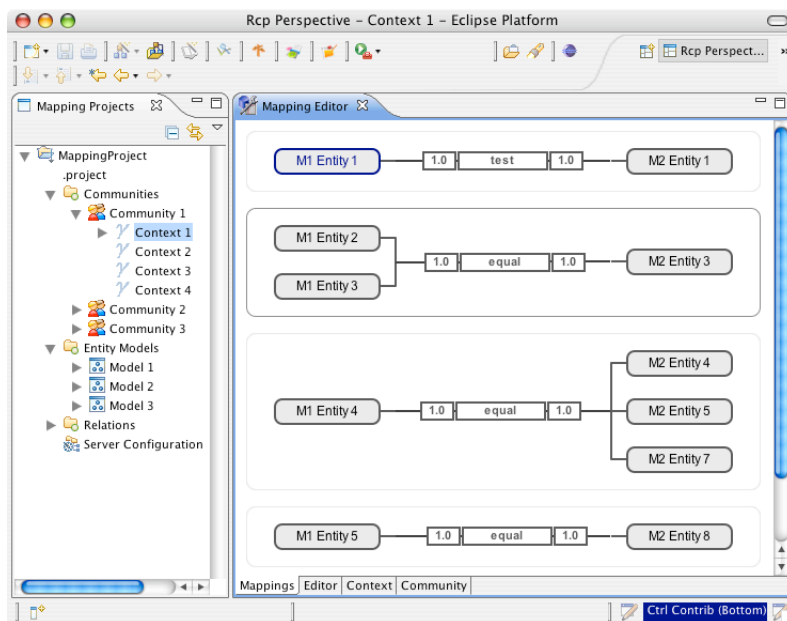 Rcp Perspective – Context 1 – Eclipse Platform
Rcp Perspect...
Mapping Projects
MappingProject
.project
Communities
Community 1
Context 1
Context 2
Context 3
Context 4
Community 2
Community 3
Entity Models
Model 1
Model 2
Model 3
Relations
Server Configuration
Mapping Editor
M1 Entity 1 1.0 test 1.0 M2 Entity 1
M1 Entity 2
M1 Entity 3
1.0 equal 1.0 M2 Entity 3
M1 Entity 4 1.0 equal 1.0
M2 Entity 4
M2 Entity 5
M2 Entity 7
M1 Entity 5 1.0 equal 1.0 M2 Entity 8
Mappings Editor Context Community
Ctrl Contrib (Bottom)